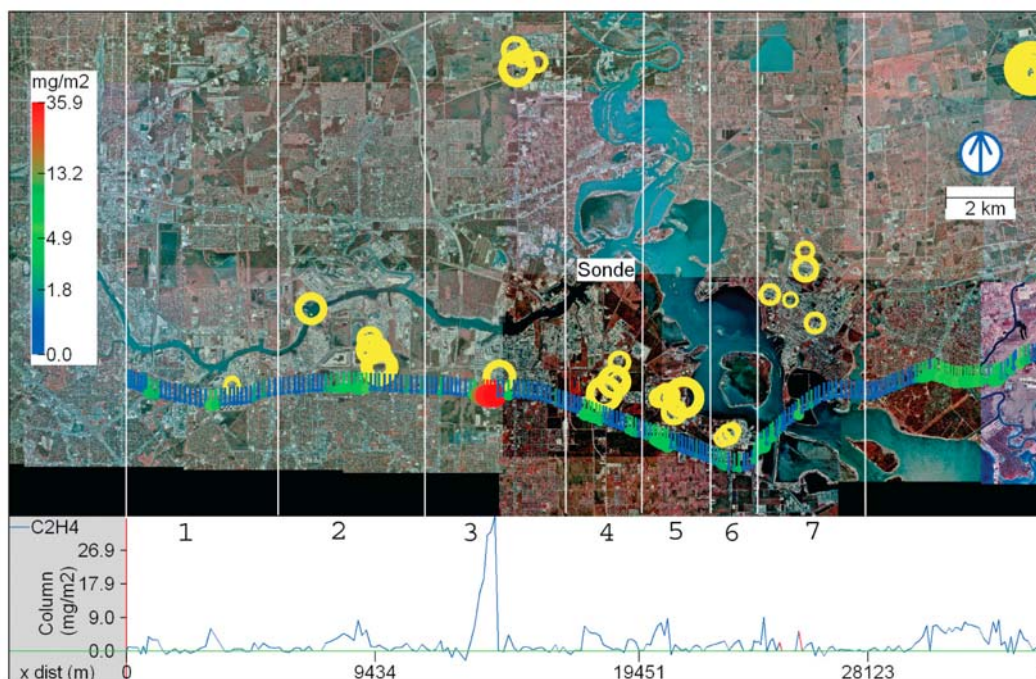 mg/m2
35.9
13.2
4.9
1.8
0.0
2 km
Sonde
C2H4
1 2 3 4 5 6 7
26.9
17.9
9.0
0.0
Column
(mg/m2)
x dist (m) 0 9434 19451 28123